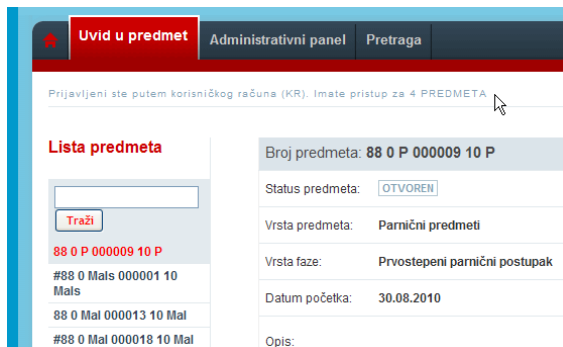 Uvid u predmet Administrativni panel Pretraga
Prijavljeni ste putem korisničkog računa (KR). Imate pristup za 4 PREDMETA
Lista predmeta
Traži
88 0 P 000009 10 P
#88 0 Mals 000001 10
Mals
88 0 Mal 000013 10 Mal
#88 0 Mal 000018 10 Mal
Broj predmeta: 88 0 P 000009 10 P
Status predmeta: OTVOREN
Vrsta predmeta: Parnični predmeti
Vrsta faze: Prvostepeni parnični postupak
Datum početka: 30.08.2010
Opis: